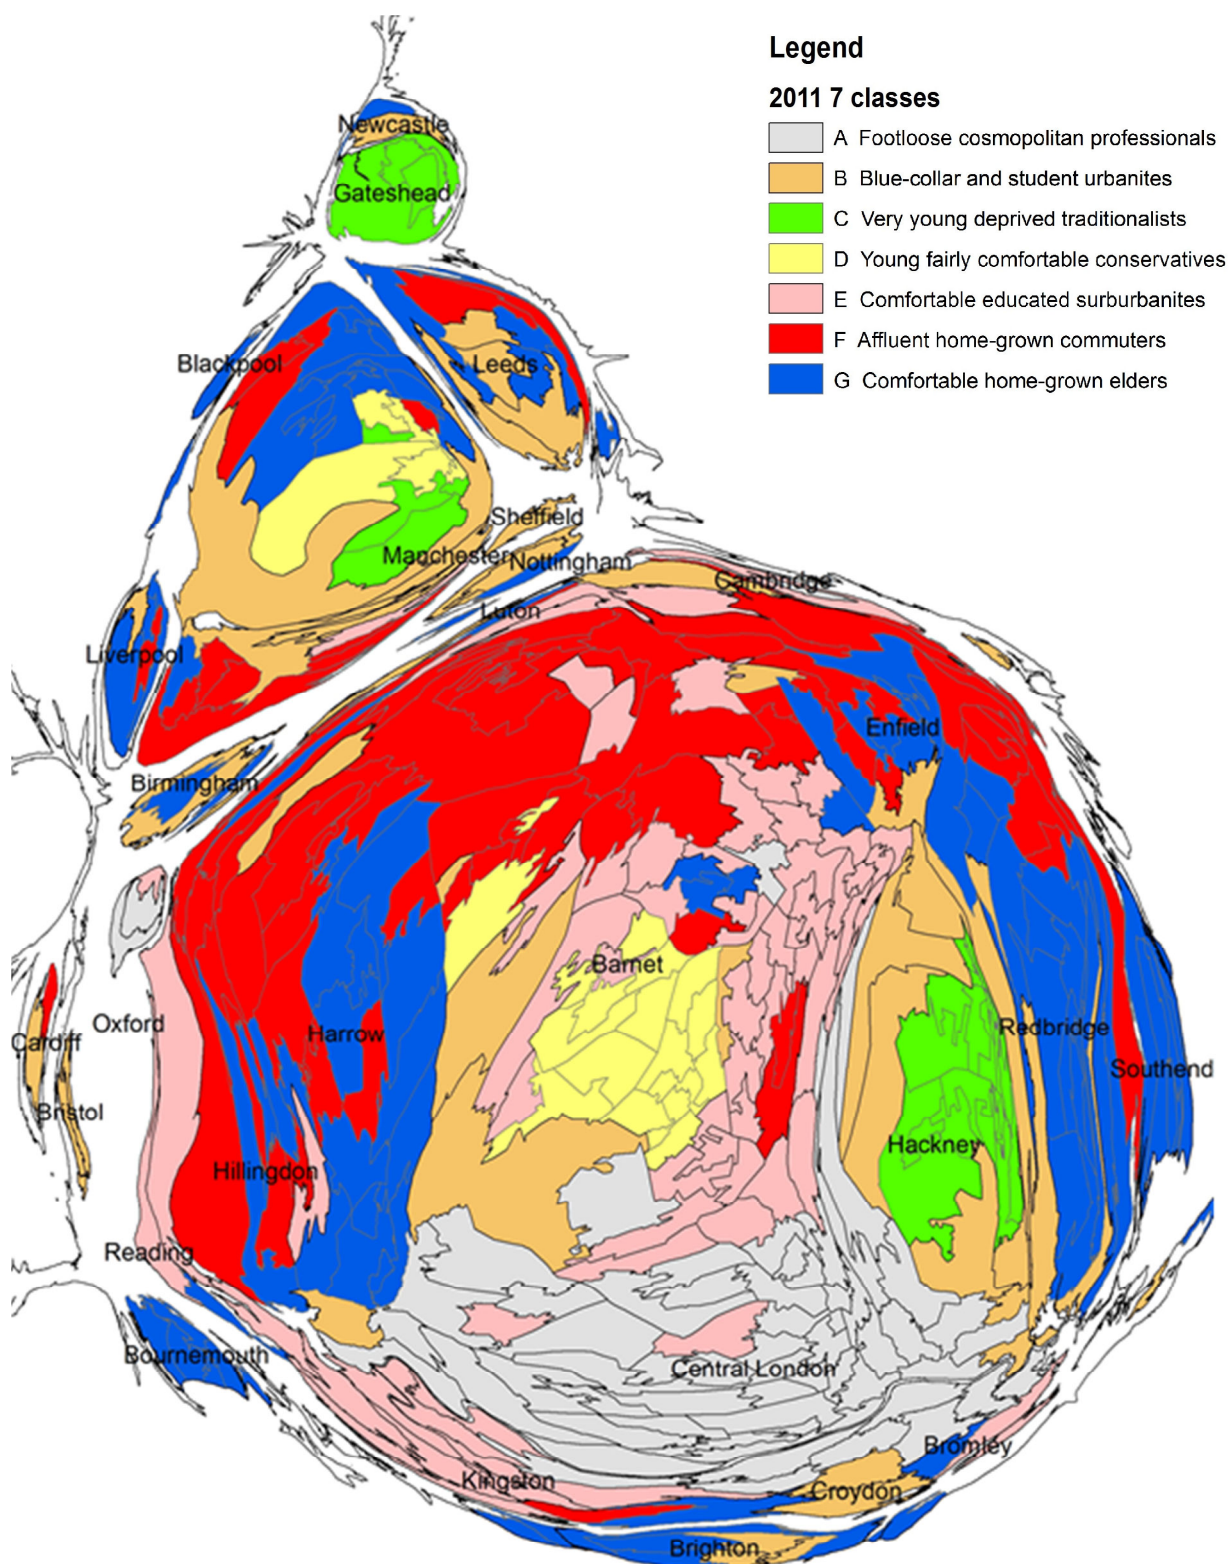 Legend
2011 7 classes
A Footloose cosmopolitan professionals
B Blue-collar and student urbanites
C Very young deprived traditionalists
D Young fairly comfortable conservatives
E Comfortable educated surburbanites
F Affluent home-grown commuters
G Comfortable home-grown elders
Newcastle
Gateshead
Blackpool
Leeds
Sheffield
Manchester
Nottingham
Cambridge
Luton
Liverpool
Enfield
Birmingham
Barnet
Oxford
Harrow
Redbridge
Cardiff
Southend
Bristol
Hackney
Hillingdon
Reading
Bournemouth
Central London
Bromley
Kingston
Croydon
Brighton